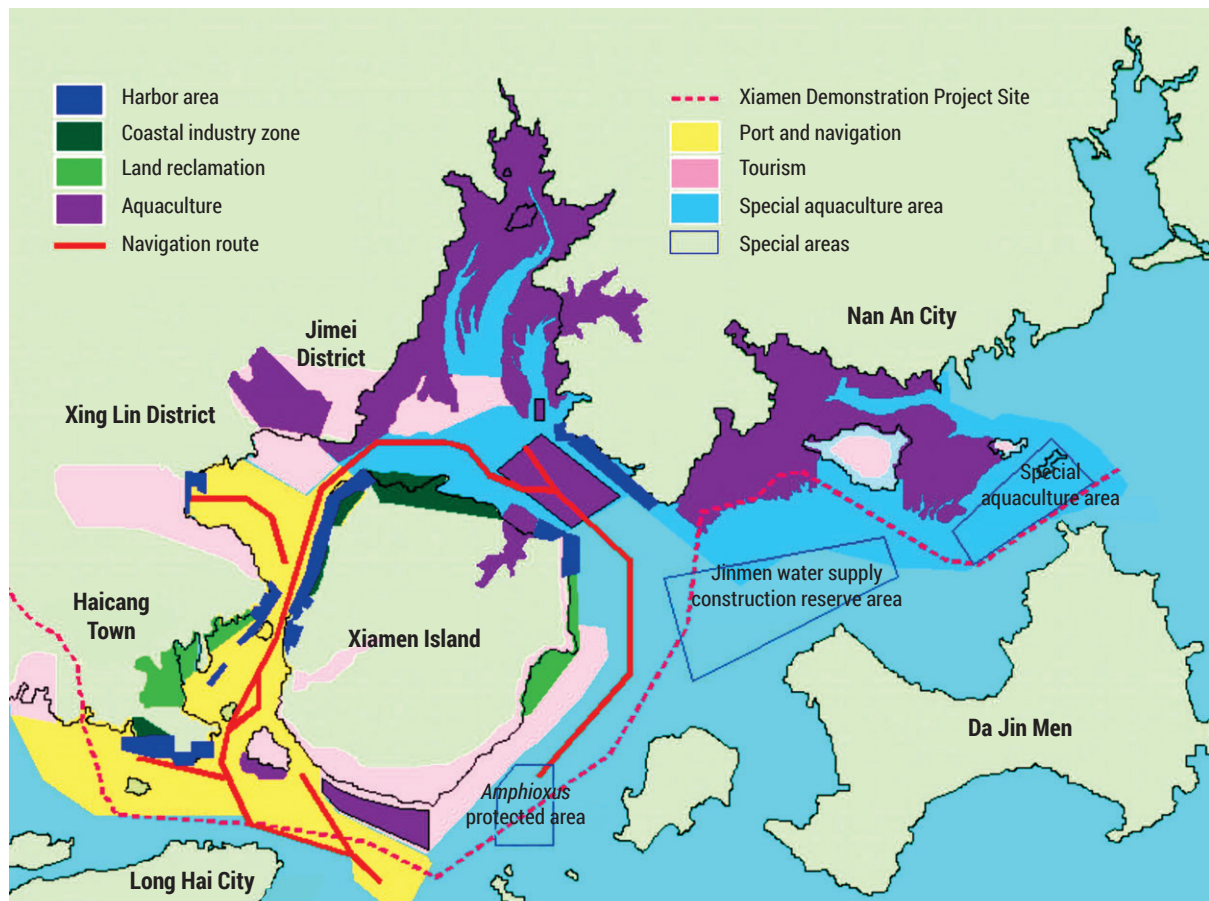 Harbor area
Coastal industry zone
Land reclamation
Aquaculture
Navigation route
Xiamen Demonstration Project Site
Port and navigation
Tourism
Special aquaculture area
Special areas
Jimei
District
Nan An City
Xing Lin District
Special
aquaculture area
Jinmen water supply
construction reserve area
Haicang
Town
Xiamen Island
Da Jin Men
Amphioxus
protected area
Long Hai City